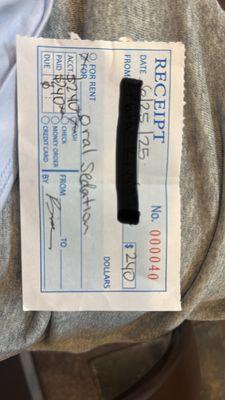 RECEIPT No. 000040
DATE 6/25/25
FROM $ 240
DOLLARS
FOR RENT
FOR Oral Sedation
ACCT. $240 CASH
PAID $240 CHECK FROM TO
DUE MONEY ORDER
CREDIT CARD BY